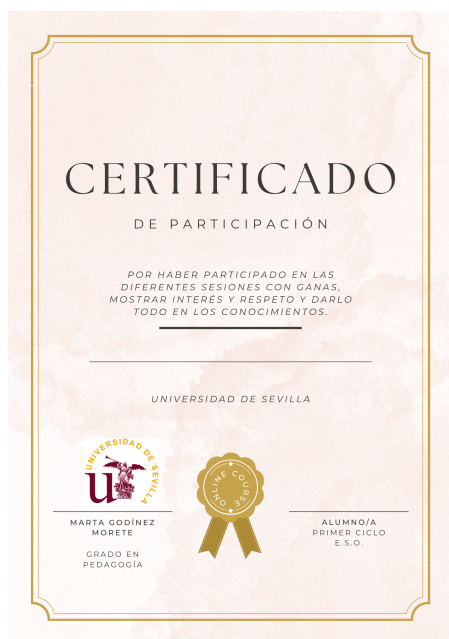 CERTIFICADO
DE PARTICIPACIÓN
POR HABER PARTICIPADO EN LAS
DIFERENTES SESIONES CON GANAS,
MOSTRAR INTERÉS Y RESPETO Y DARLO
TODO EN LOS CONOCIMIENTOS.
UNIVERSIDAD DE SEVILLA
UNIVERSIDAD DE SEVILLA
u
ONLINE COURSE
MARTA GODÍNEZ
MORETE
GRADO EN
PEDAGOGÍA
ALUMNO/A
PRIMER CICLO
E.S.O.